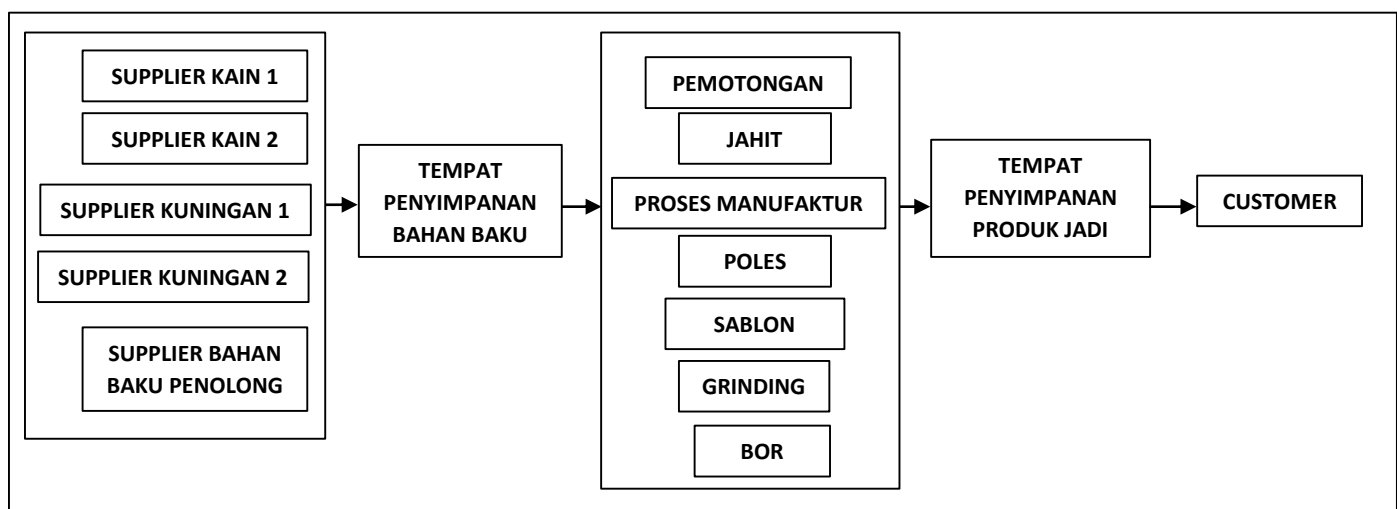 SUPPLIER KAIN 1
SUPPLIER KAIN 2
SUPPLIER KUNINGAN 1
SUPPLIER KUNINGAN 2
SUPPLIER BAHAN
BAKU PENOLONG
TEMPAT
PENYIMPANAN
BAHAN BAKU
PEMOTONGAN
JAHIT
PROSES MANUFAKTUR
POLES
SABLON
GRINDING
BOR
TEMPAT
PENYIMPANAN
PRODUK JADI
CUSTOMER